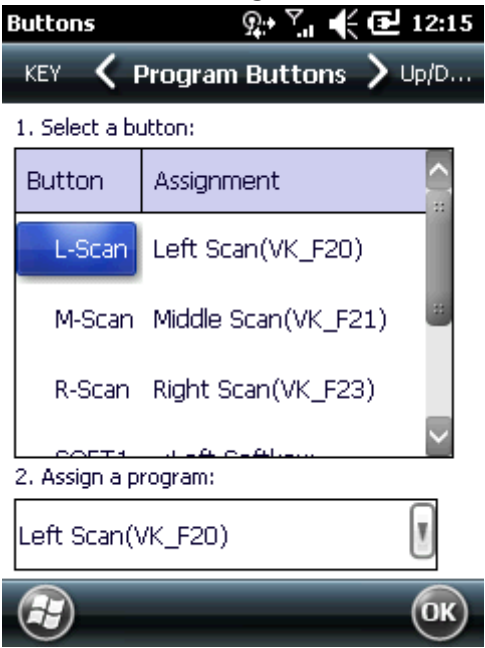 Buttons 12:15
KEY Program Buttons Up/D...
1. Select a button:
Button Assignment
L-Scan Left Scan(VK_F20)
M-Scan Middle Scan(VK_F21)
R-Scan Right Scan(VK_F23)
2. Assign a program:
Left Scan(VK_F20)
OK